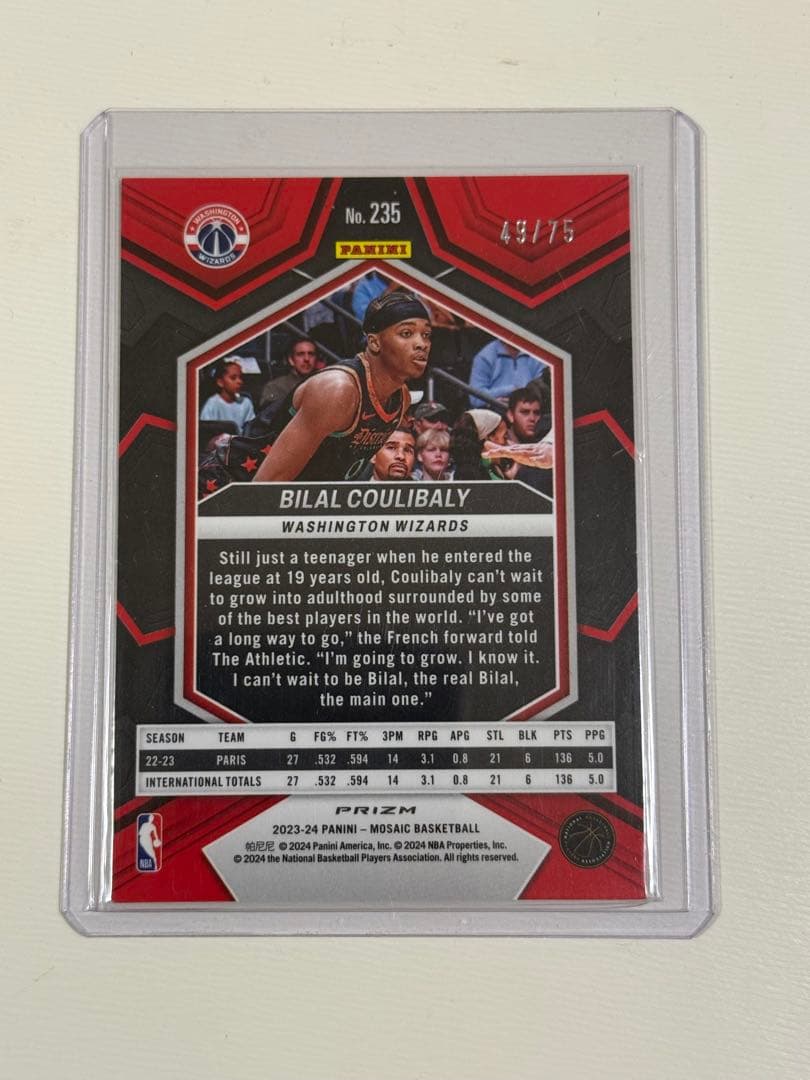 WASHINGTON
WIZARDS
No. 235
49/75
PANINI
District
BILAL COULIBALY
WASHINGTON WIZARDS
Still just a teenager when he entered the
league at 19 years old, Coulibaly can't wait
to grow into adulthood surrounded by some
of the best players in the world. “I've got
a long way to go,” the French forward told
The Athletic. “I'm going to grow. I know it.
I can't wait to be Bilal, the real Bilal,
the main one.”
SEASON TEAM G FG% FT% 3PM RPG APG STL BLK PTS PPG
22-23 PARIS 27 .532 .594 14 3.1 0.8 21 6 136 5.0
INTERNATIONAL TOTALS 27 .532 .594 14 3.1 0.8 21 6 136 5.0
PRIZM
2023-24 PANINI – MOSAIC BASKETBALL
帕尼尼 © 2024 Panini America, Inc. © 2024 NBA Properties, Inc.
© 2024 the National Basketball Players Association. All rights reserved.
NBA
NATIONAL BASKETBALL PLAYERS ASSOCIATION